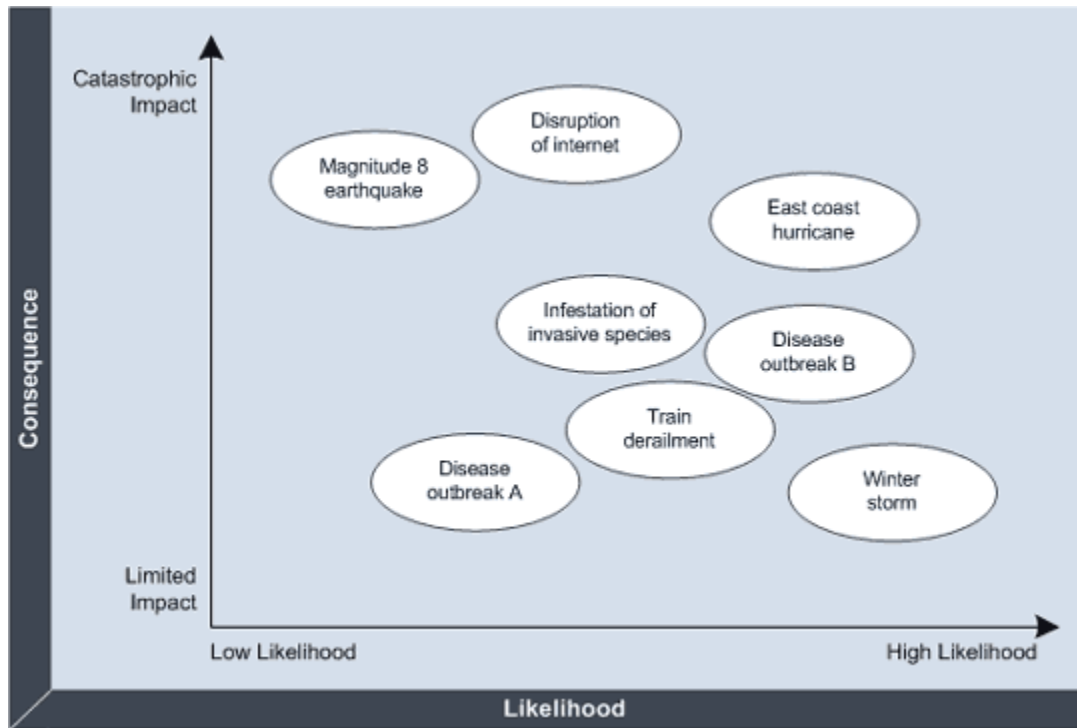 Catastrophic
Impact
Disruption
of internet
Magnitude 8
earthquake
East coast
hurricane
Infestation of
invasive species
Disease
outbreak B
Train
derailment
Disease
outbreak A
Winter
storm
Limited
Impact
Low Likelihood
High Likelihood
Consequence
Likelihood